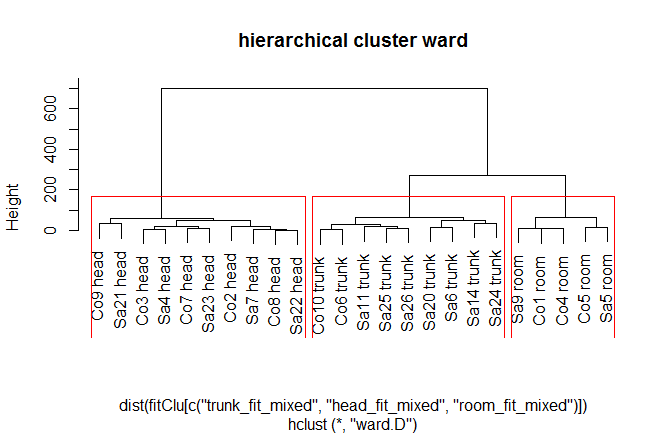 hierarchical cluster ward
Height
600
400
200
0
Co9 head
Sa21 head
Co3 head
Sa4 head
Co7 head
Sa23 head
Co2 head
Sa7 head
Co8 head
Sa22 head
Co10 trunk
Co6 trunk
Sa11 trunk
Sa25 trunk
Sa26 trunk
Sa20 trunk
Sa6 trunk
Sa14 trunk
Sa24 trunk
Sa9 room
Co1 room
Co4 room
Co5 room
Sa5 room
dist(fitClu[c("trunk_fit_mixed", "head_fit_mixed", "room_fit_mixed")])
hclust (*, "ward.D")